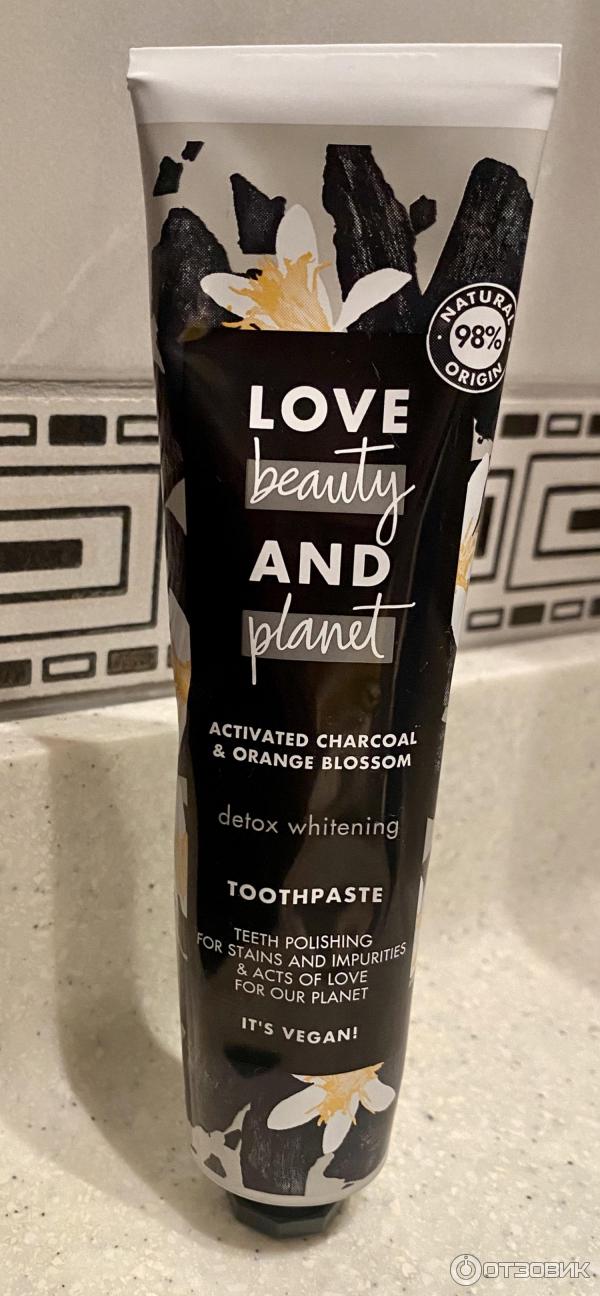 NATURAL
98%
ORIGIN
LOVE
beauty
AND
planet
ACTIVATED CHARCOAL
& ORANGE BLOSSOM
detox whitening
TOOTHPASTE
TEETH POLISHING
FOR STAINS AND IMPURITIES
& ACTS OF LOVE
FOR OUR PLANET
IT'S VEGAN!
ОТЗОВИК